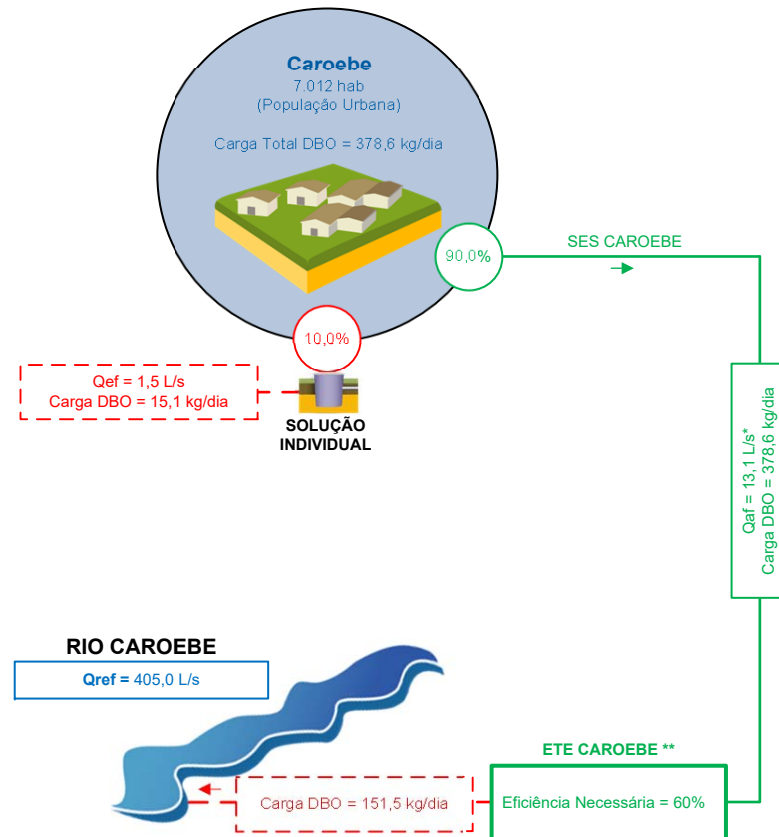 Caroebe
7.012 hab
(População Urbana)
Carga Total DBO = 378,6 kg/dia
90,0%
SES CAROEBE
10,0%
Qef = 1,5 L/s
Carga DBO = 15,1 kg/dia
SOLUÇÃO
INDIVIDUAL
Qaf = 13,1 L/s*
Carga DBO = 378,6 kg/dia
RIO CAROEBE
Qref = 405,0 L/s
ETE CAROEBE **
Carga DBO = 151,5 kg/dia
Eficiência Necessária = 60%